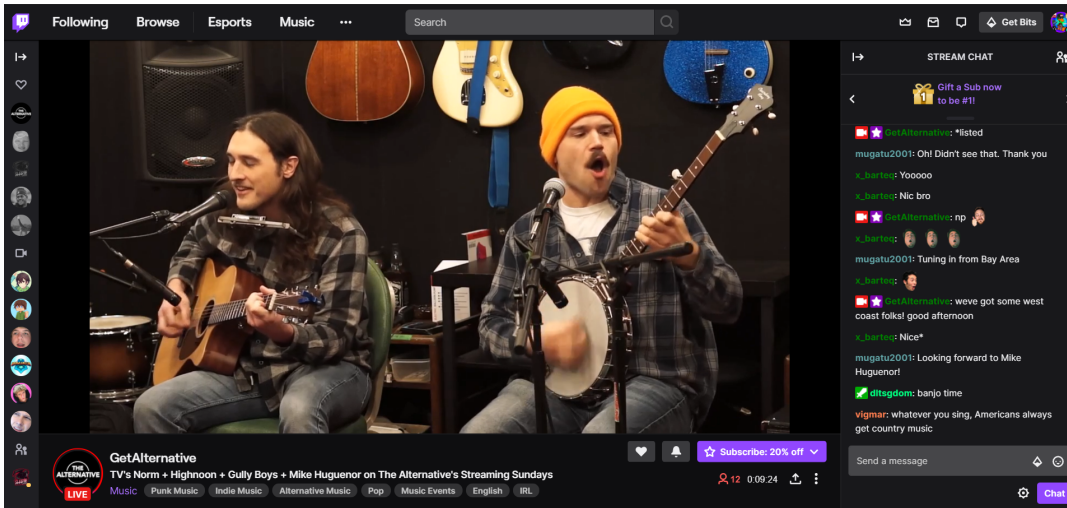 Following
Browse
Esports
Music
Search
Get Bits
STREAM CHAT
Gift a Sub now
to be #1!
1
GetAlternative: *listed
mugatu2001: Oh! Didn't see that. Thank you
x_barteq: Yooooo
x_barteq: Nic bro
GetAlternative: np
x_barteq:
mugatu2001: Tuning in from Bay Area
x_barteq:
GetAlternative: weve got some west
coast folks! good afternoon
x_barteq: Nice*
mugatu2001: Looking forward to Mike
Huguenor!
dltsgdom: banjo time
vigmar: whatever you sing, Americans always
get country music
Send a message
Chat
THE
ALTERNATIVE
LIVE
GetAlternative
TV's Norm + Highnoon + Gully Boys + Mike Huguenor on The Alternative's Streaming Sundays
Music
Punk Music
Indie Music
Alternative Music
Pop
Music Events
English
IRL
Subscribe: 20% off
12
0:09:24